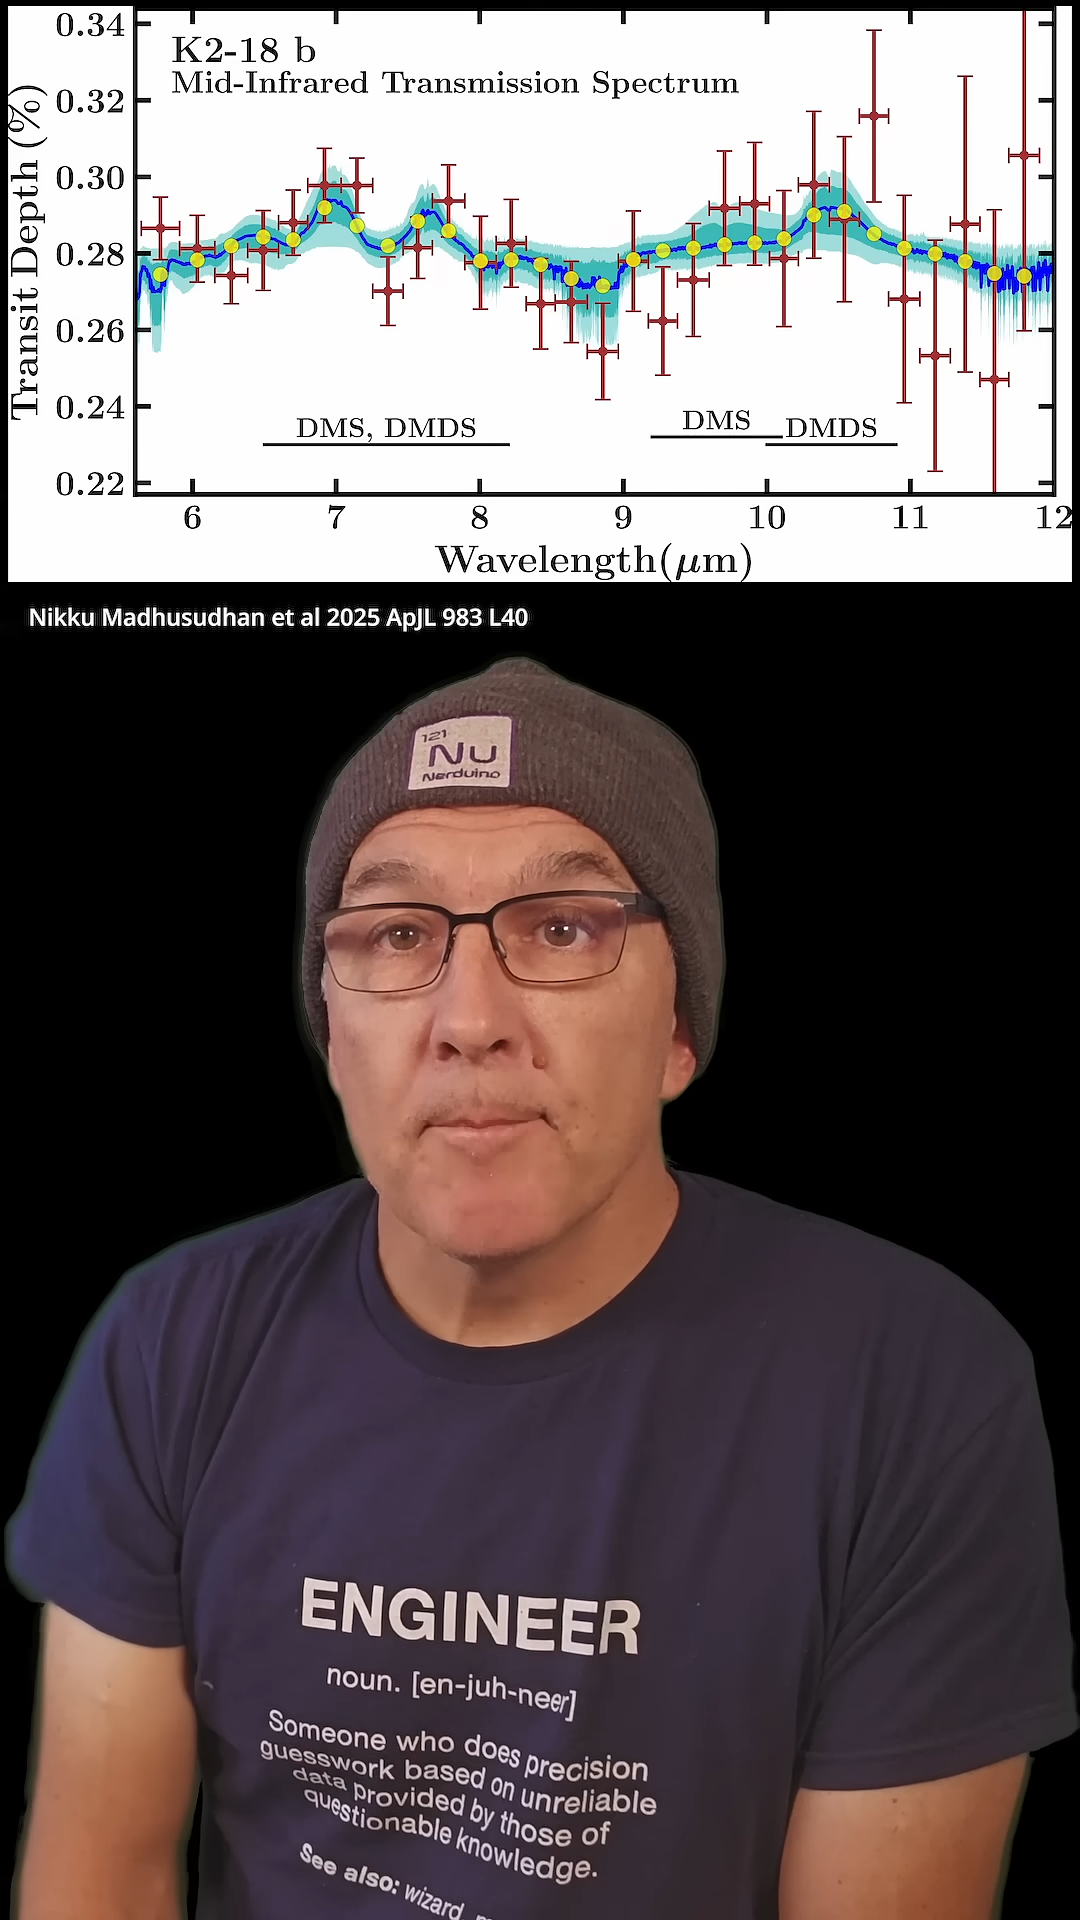 K2-18 b
Mid-Infrared Transmission Spectrum
Transit Depth (%)
0.34
0.32
0.30
0.28
0.26
0.24
0.22
DMS, DMDS
DMS
DMDS
6 7 8 9 10 11 12
Wavelength(μm)
Nikku Madhusudhan et al 2025 ApJL 983 L40
121
Nu
Nerduino
ENGINEER
noun. [en-juh-neer]
Someone who does precision
guesswork based on unreliable
data provided by those of
questionable knowledge.
See also: wizard,